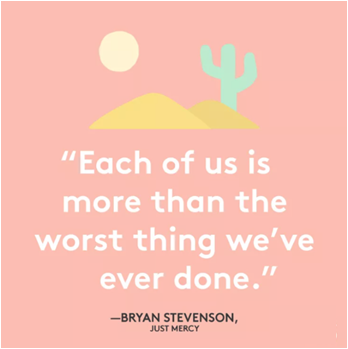 “Each of us is
more than the
worst thing we’ve
ever done.”
—BRYAN STEVENSON,
JUST MERCY